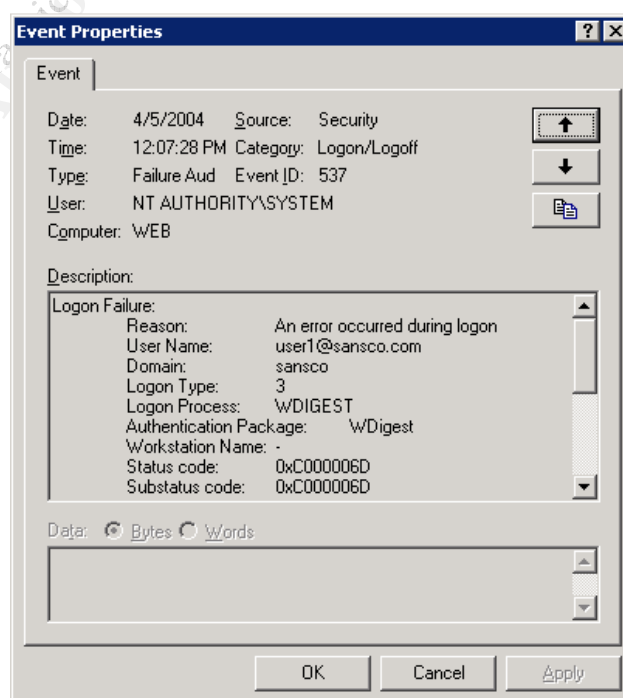 Event Properties
Event
Date: 4/5/2004 Source: Security
Time: 12:07:28 PM Category: Logon/Logoff
Type: Failure Aud Event ID: 537
User: NT AUTHORITY\SYSTEM
Computer: WEB
Description:
Logon Failure:
Reason: An error occurred during logon
User Name: user1@sansco.com
Domain: sansco
Logon Type: 3
Logon Process: WDIGEST
Authentication Package: WDigest
Workstation Name: -
Status code: 0xC000006D
Substatus code: 0xC000006D
Data: Bytes Words
OK Cancel Apply